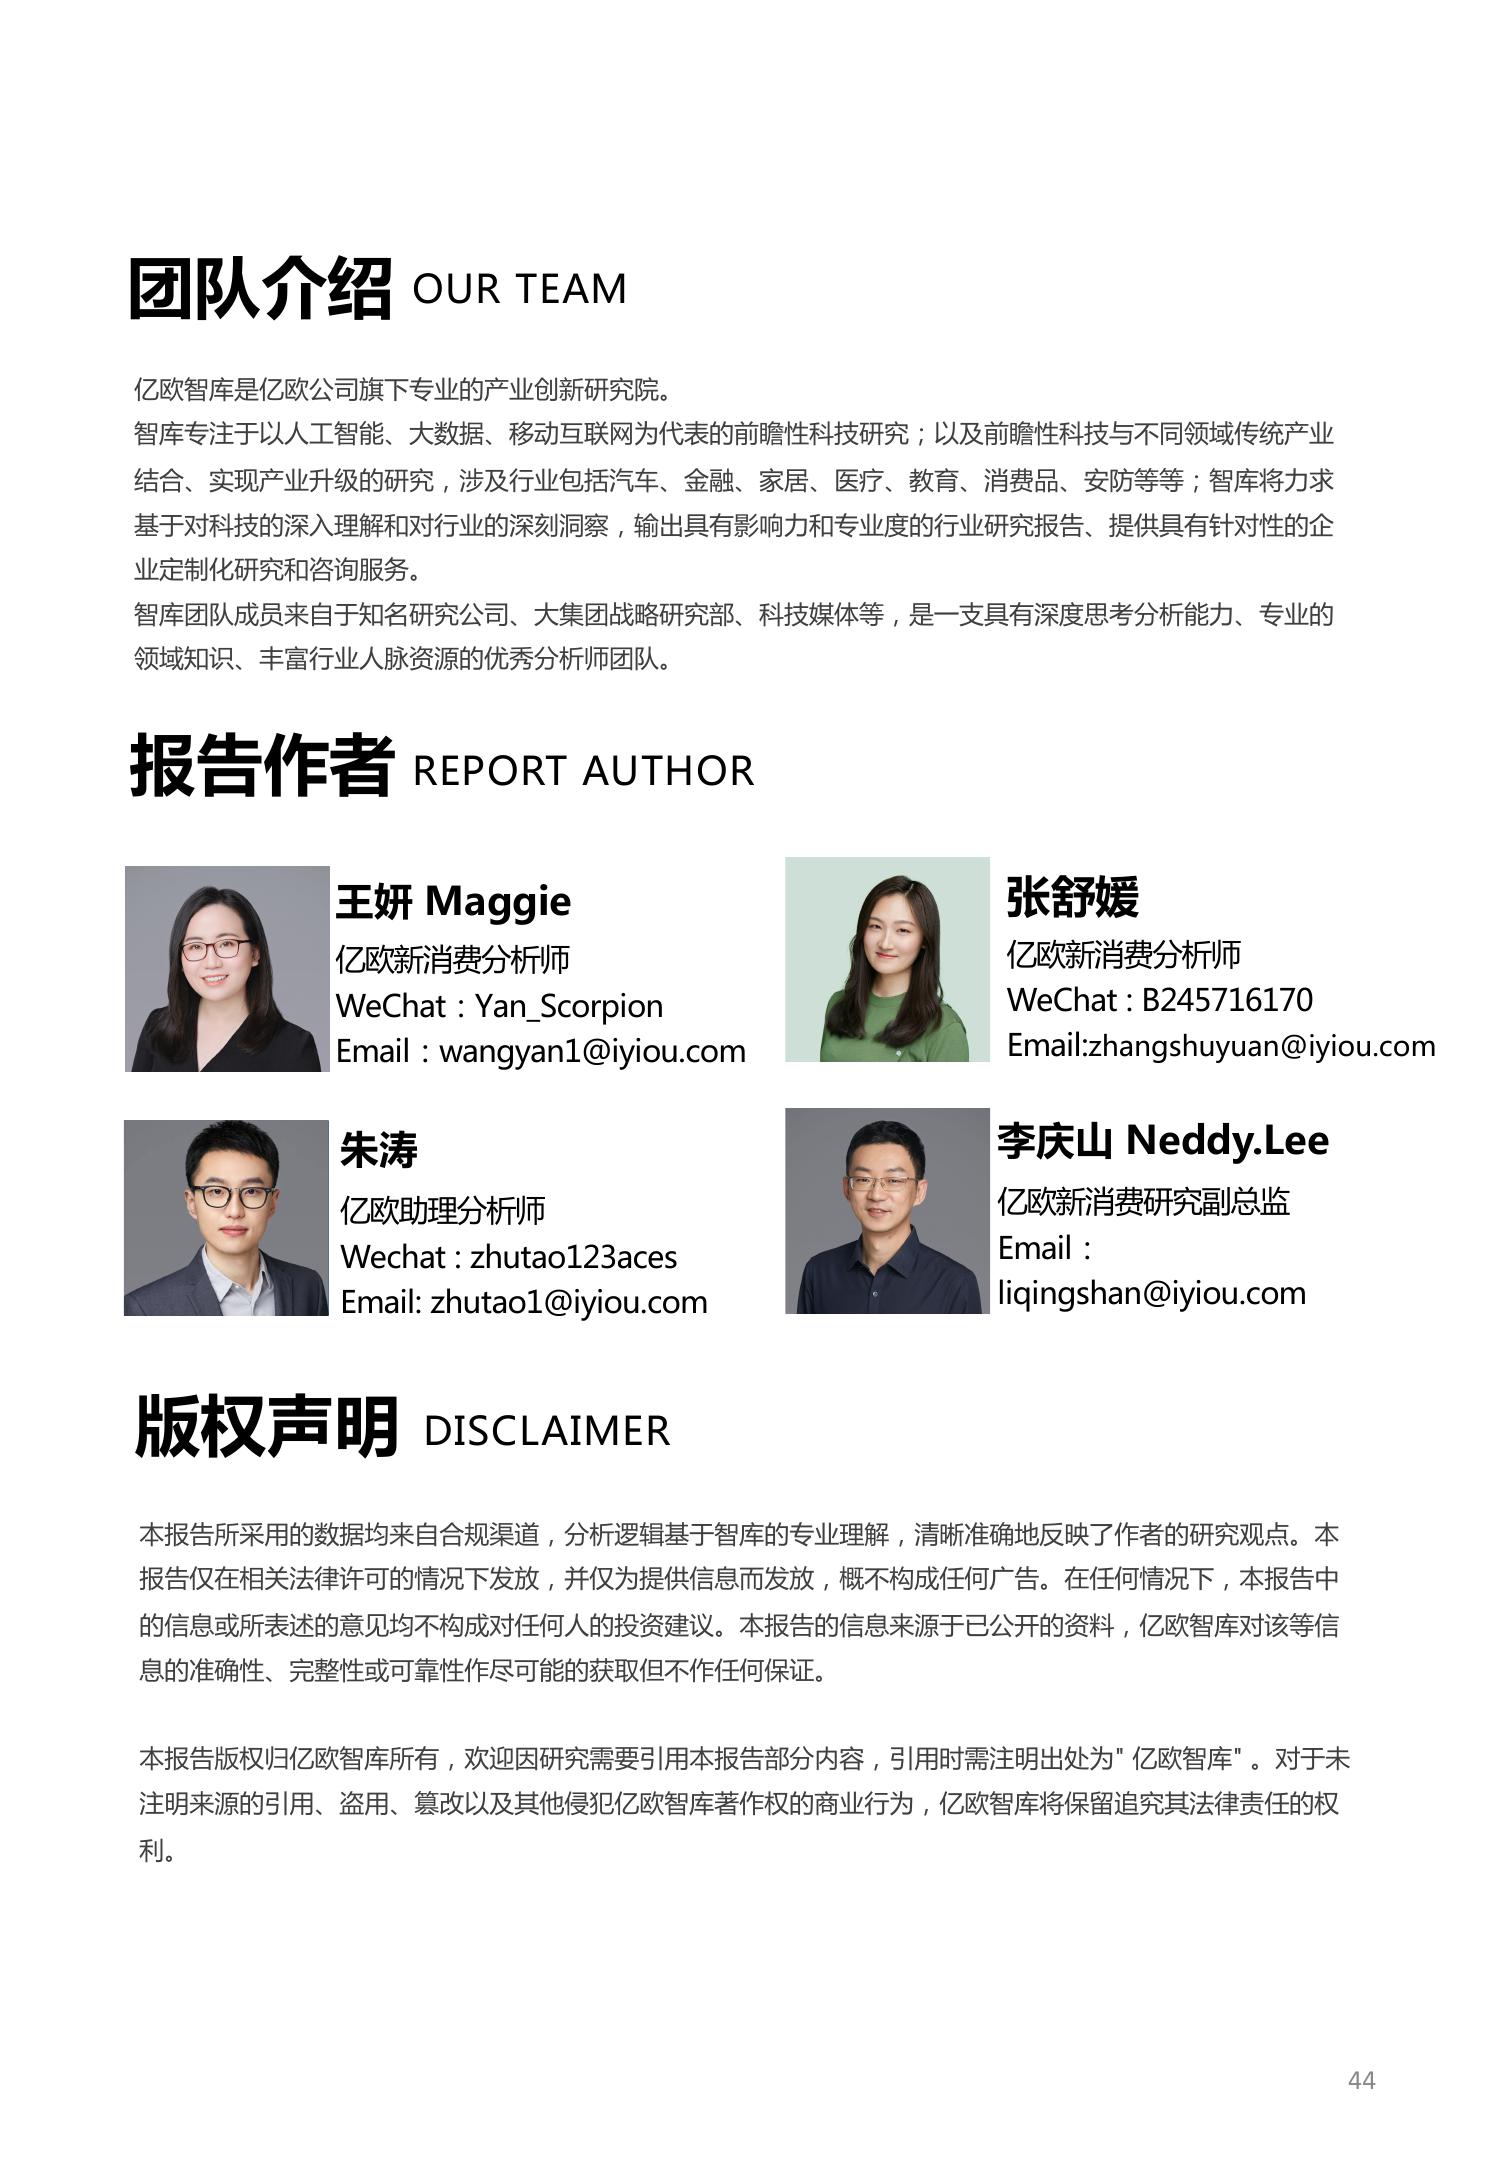 团队介绍 OUR TEAM
亿欧智库是亿欧公司旗下专业的产业创新研究院。
智库专注于以人工智能、大数据、移动互联网为代表的前瞻性科技研究；以及前瞻性科技与不同领域传统产业
结合、实现产业升级的研究，涉及行业包括汽车、金融、家居、医疗、教育、消费品、安防等等；智库将力求
基于对科技的深入理解和对行业的深刻洞察，输出具有影响力和专业度的行业研究报告、提供具有针对性的企
业定制化研究和咨询服务。
智库团队成员来自于知名研究公司、大集团战略研究部、科技媒体等，是一支具有深度思考分析能力、专业的
领域知识、丰富行业人脉资源的优秀分析师团队。
报告作者 REPORT AUTHOR
王妍 Maggie
亿欧新消费分析师
WeChat：Yan_Scorpion
Email：wangyan1@iyiou.com
张舒媛
亿欧新消费分析师
WeChat : B245716170
Email:zhangshuyuan@iyiou.com
朱涛
亿欧助理分析师
Wechat : zhutao123aces
Email: zhutao1@iyiou.com
李庆山 Neddy.Lee
亿欧新消费研究副总监
Email：
liqingshan@iyiou.com
版权声明 DISCLAIMER
本报告所采用的数据均来自合规渠道，分析逻辑基于智库的专业理解，清晰准确地反映了作者的研究观点。本
报告仅在相关法律许可的情况下发放，并仅为提供信息而发放，概不构成任何广告。在任何情况下，本报告中
的信息或所表述的意见均不构成对任何人的投资建议。本报告的信息来源于已公开的资料，亿欧智库对该等信
息的准确性、完整性或可靠性作尽可能的获取但不作任何保证。
本报告版权归亿欧智库所有，欢迎因研究需要引用本报告部分内容，引用时需注明出处为" 亿欧智库" 。对于未
注明来源的引用、盗用、篡改以及其他侵犯亿欧智库著作权的商业行为，亿欧智库将保留追究其法律责任的权
利。
44